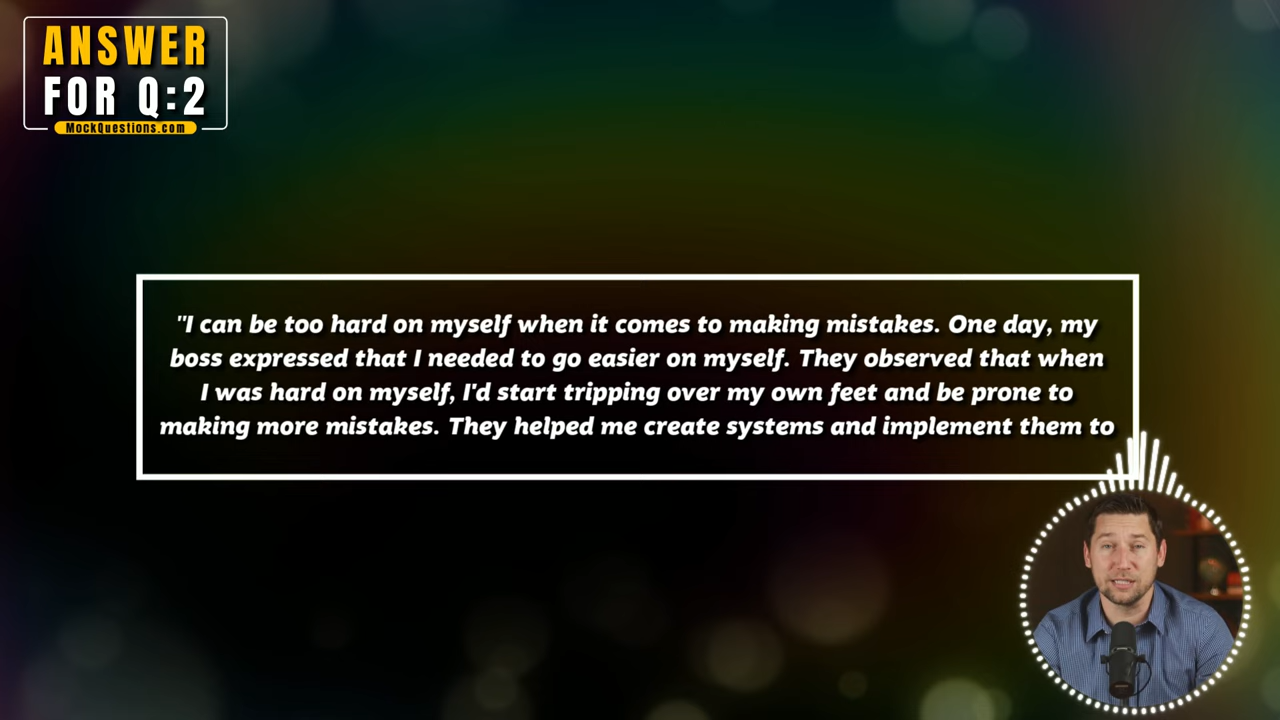 ANSWER
FOR Q:2
MockQuestions.com
"I can be too hard on myself when it comes to making mistakes. One day, my
boss expressed that I needed to go easier on myself. They observed that when
I was hard on myself, I'd start tripping over my own feet and be prone to
making more mistakes. They helped me create systems and implement them to